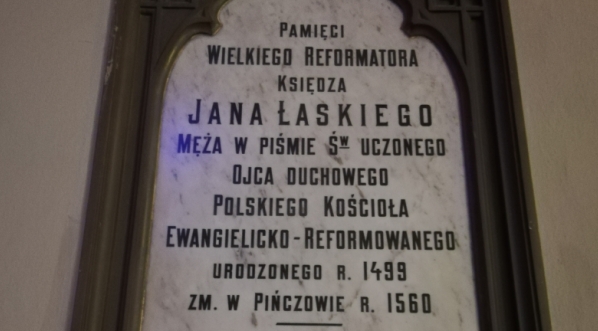 Pamięci
Wielkiego Reformatora
Księdza
Jana Łaskiego
Męża w piśmie Św uczonego
Ojca duchowego
Polskiego Kościoła
Ewangielicko-Reformowanego
urodzonego r. 1499
zm. w Pińczowie r. 1560